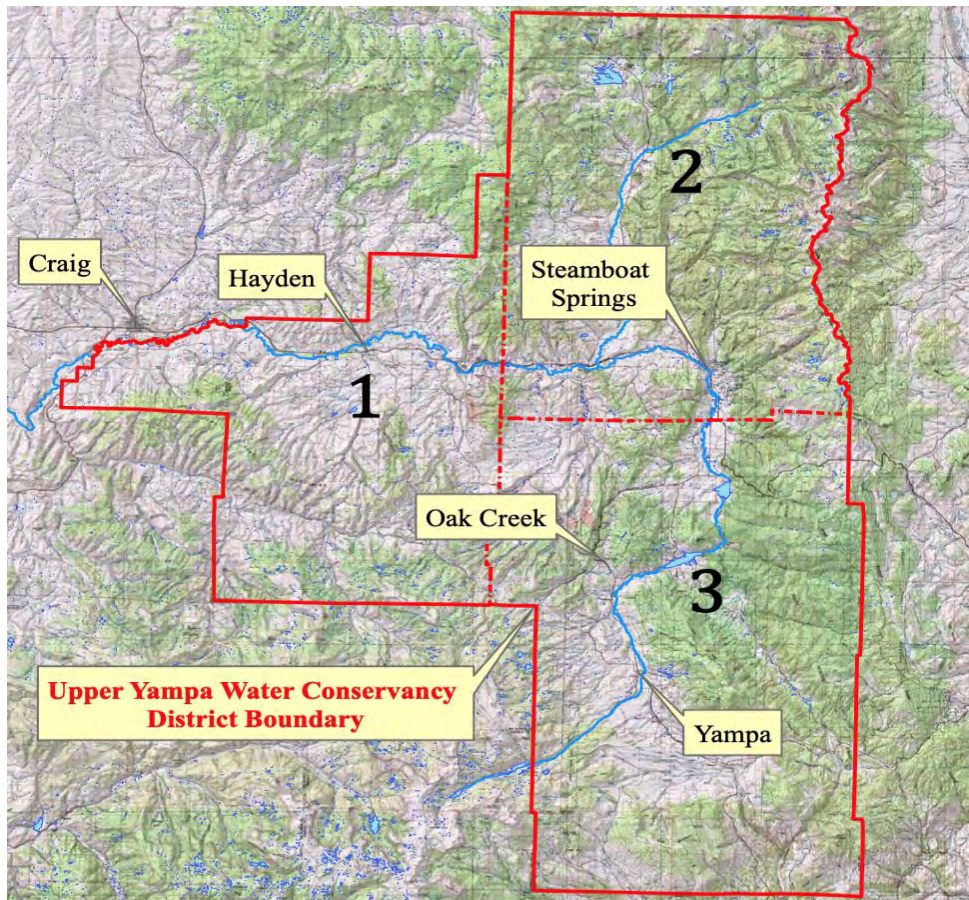 2
Craig
Hayden
Steamboat
Springs
1
Oak Creek
3
Upper Yampa Water Conservancy
District Boundary
Yampa